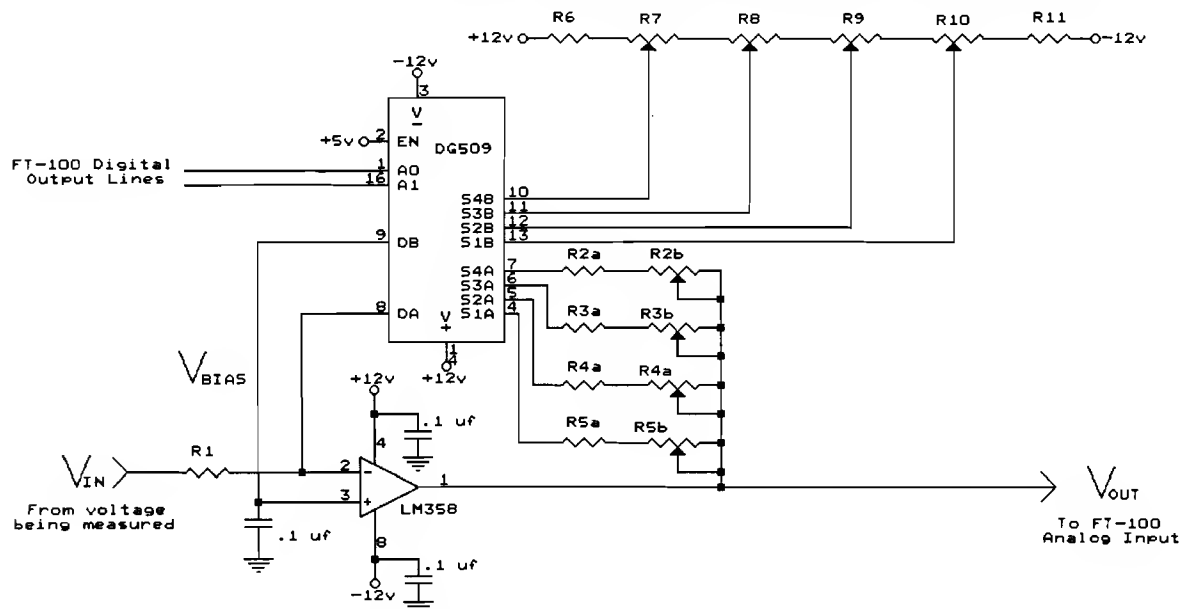 R6 R7 R8 R9 R10 R11
+12v -12v
-12v
3
V
-
+5v 2 EN
DG509
FT-100 Digital
Output Lines
1 A0
16 A1
S4B 10
S3B 11
S2B 12
S1B 13
9 DB
R2a R2b
S4A 7
S3A 6
S2A 5
S1A 4
8 DA
V
+
R3a R3b
14
+12v
VBIAS
+12v
R4a R4a
.1 uf
4
R5a R5b
R1
VIN
2 -
3 +
1
LM358
VOUT
From voltage
being measured
To FT-100
Analog Input
.1 uf
8
.1 uf
-12v